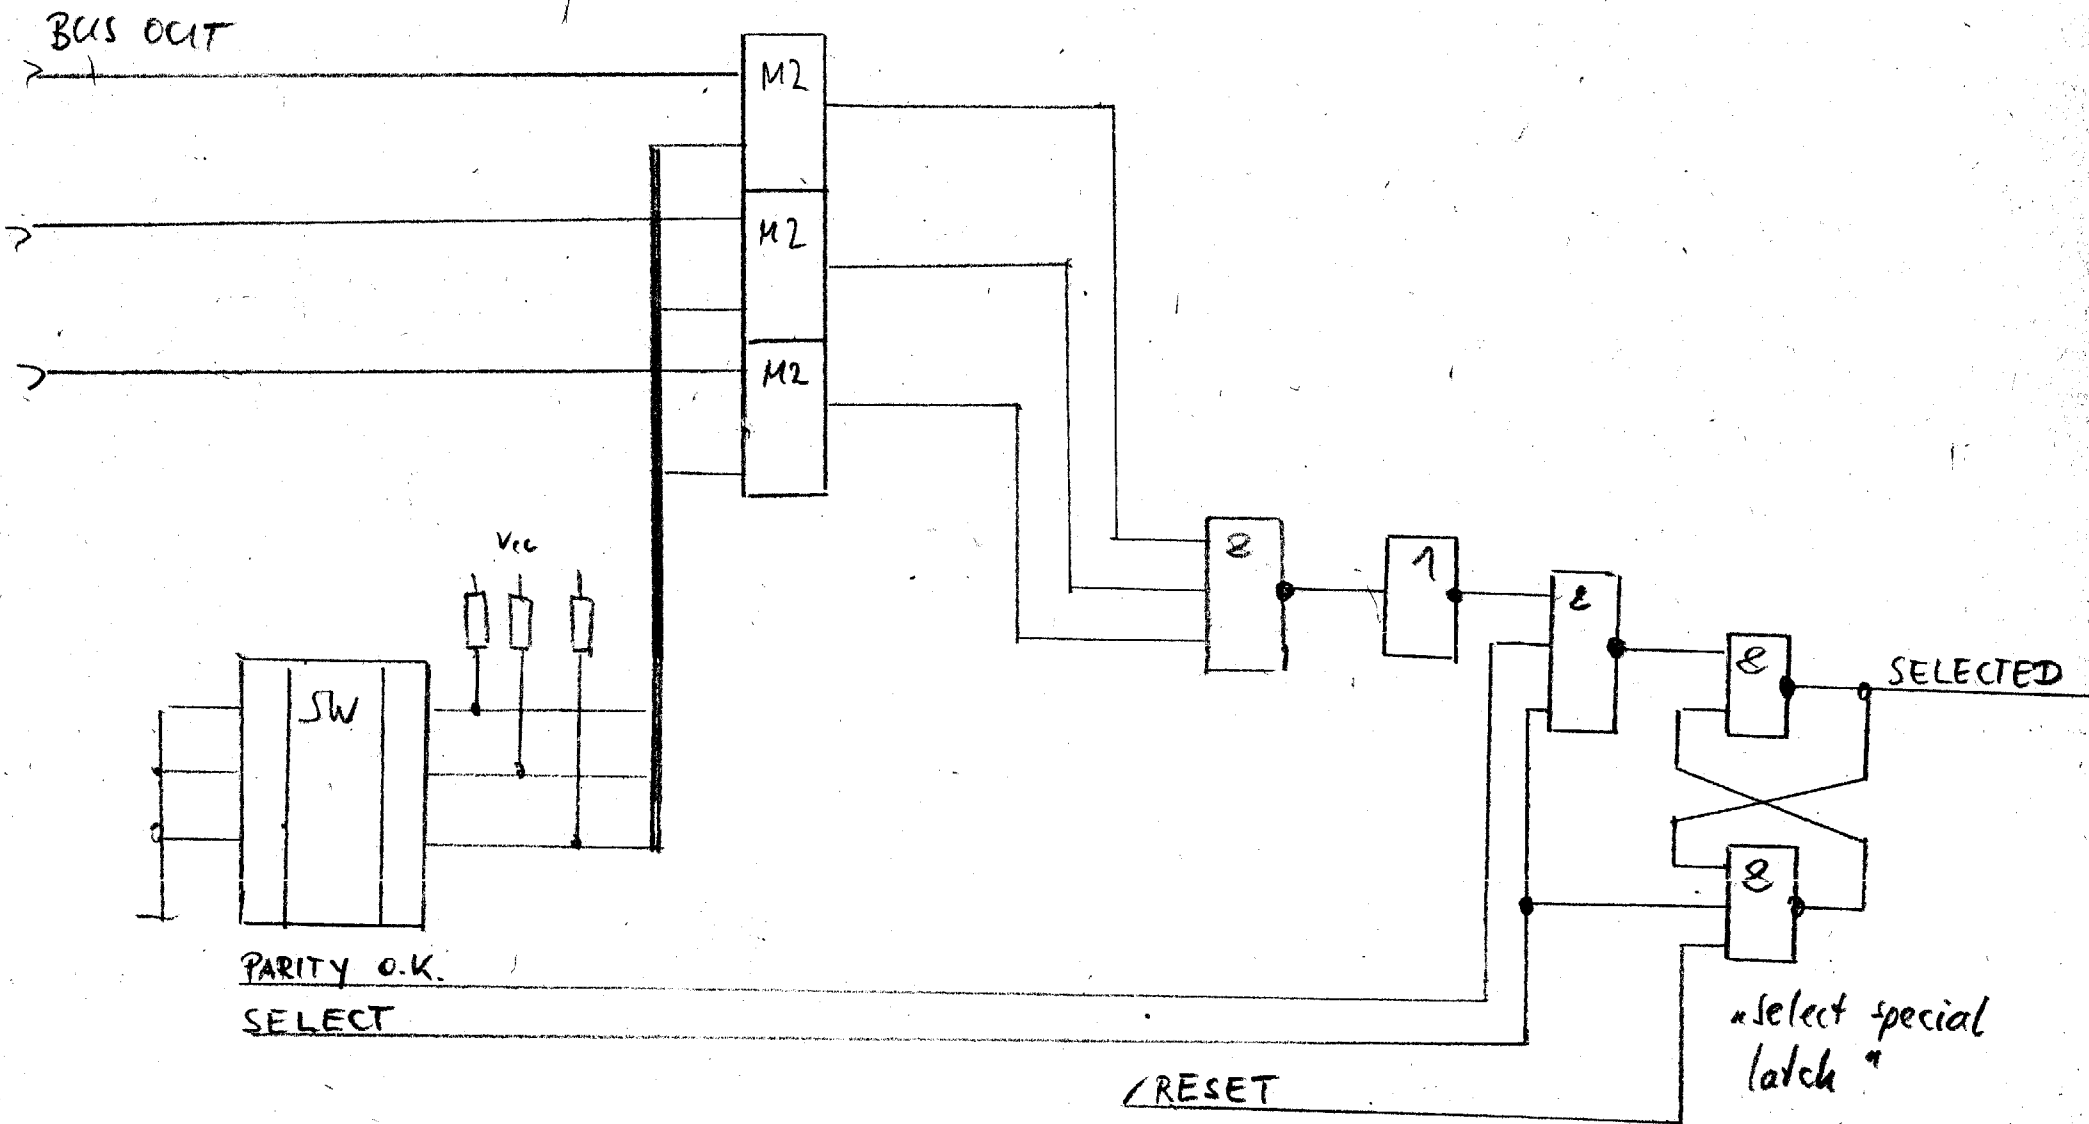 BUS OUT
M2
M2
M2
Vcc
&
1
&
&
SELECTED
SW
&
PARITY O.K.
SELECT
"select special
latch"
/RESET